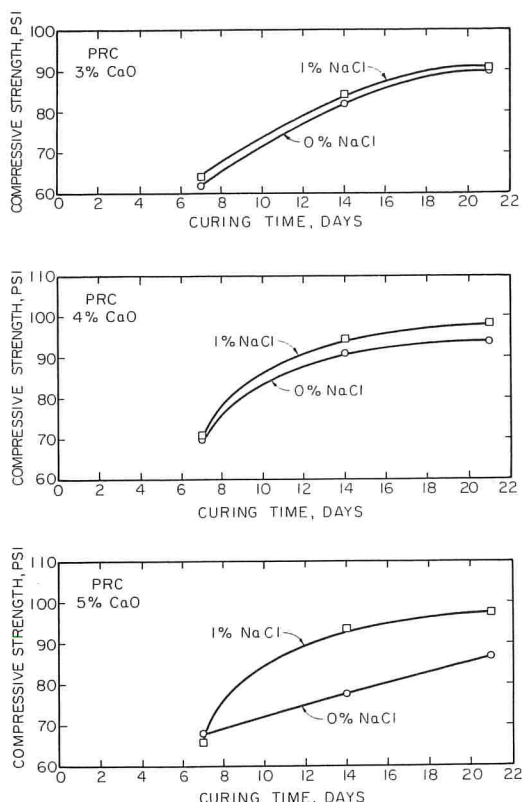 COMPRESSIVE STRENGTH, PSI
100
90
80
70
60
PRC
3% CaO
1% NaCl
0% NaCl
0 2 4 6 8 10 12 14 16 18 20 22
CURING TIME, DAYS
COMPRESSIVE STRENGTH, PSI
110
100
90
80
70
60
PRC
4% CaO
1% NaCl
0% NaCl
0 2 4 6 8 10 12 14 16 18 20 22
CURING TIME, DAYS
COMPRESSIVE STRENGTH, PSI
110
100
90
80
70
60
PRC
5% CaO
1% NaCl
0% NaCl
0 2 4 6 8 10 12 14 16 18 20 22
CURING TIME, DAYS